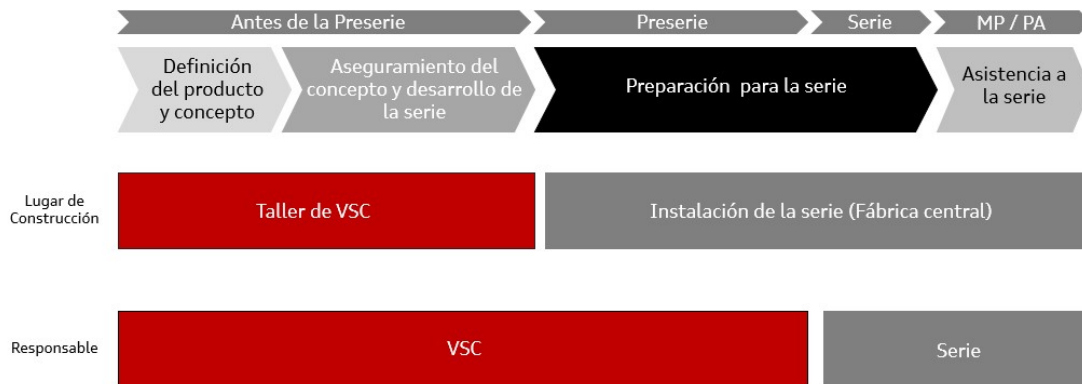 Antes de la Preserie
Preserie
Serie
MP / PA
Definición
del producto
y concepto
Aseguramiento del
concepto y desarrollo de
la serie
Preparación para la serie
Asistencia a
la serie
Lugar de
Construcción
Taller de VSC
Instalación de la serie (Fábrica central)
Responsable
VSC
Serie